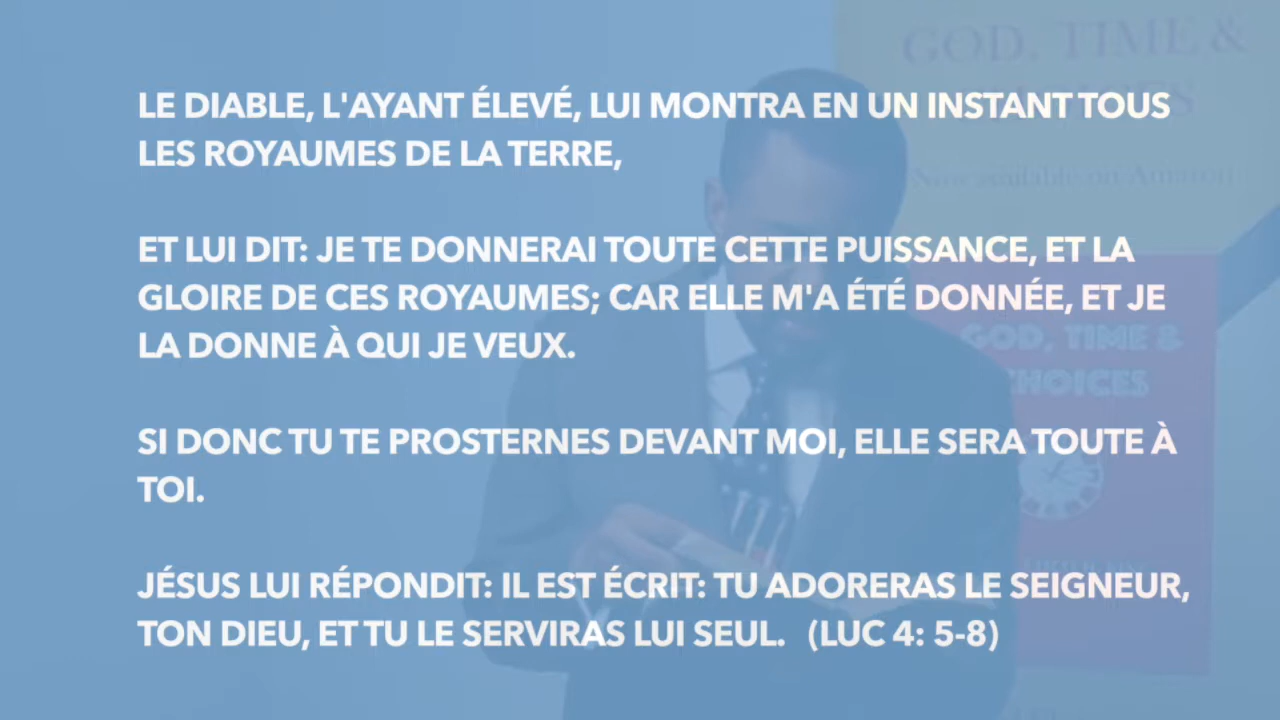 LE DIABLE, L'AYANT ÉLEVÉ, LUI MONTRA EN UN INSTANT TOUS
LES ROYAUMES DE LA TERRE,
ET LUI DIT: JE TE DONNERAI TOUTE CETTE PUISSANCE, ET LA
GLOIRE DE CES ROYAUMES; CAR ELLE M'A ÉTÉ DONNÉE, ET JE
LA DONNE À QUI JE VEUX.
SI DONC TU TE PROSTERNES DEVANT MOI, ELLE SERA TOUTE À
TOI.
JÉSUS LUI RÉPONDIT: IL EST ÉCRIT: TU ADORERAS LE SEIGNEUR,
TON DIEU, ET TU LE SERVIRAS LUI SEUL. (LUC 4: 5-8)
GOD, TIME &
Now available on Amazon
GOD, TIME &
CHOICES